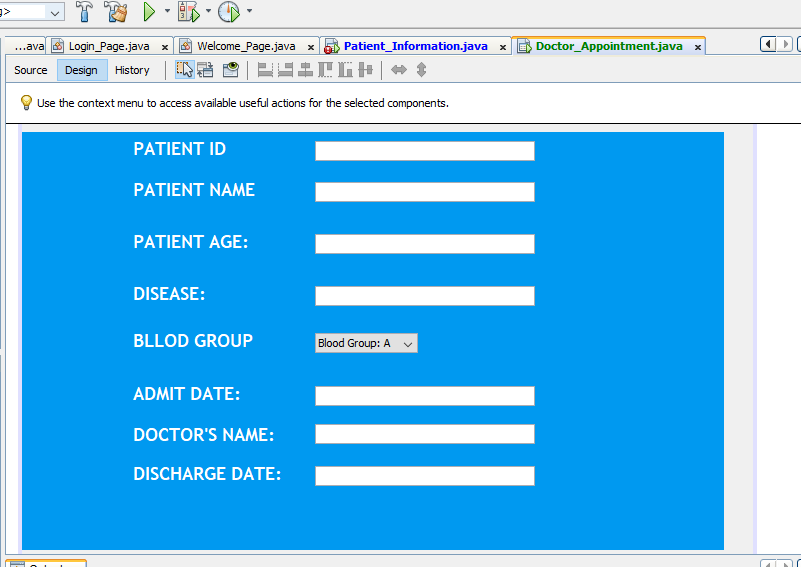 g>
...ava Login_Page.java x Welcome_Page.java x Patient_Information.java x Doctor_Appointment.java x
Source Design History
Use the context menu to access available useful actions for the selected components.
PATIENT ID
PATIENT NAME
PATIENT AGE:
DISEASE:
BLLOD GROUP Blood Group: A
ADMIT DATE:
DOCTOR'S NAME:
DISCHARGE DATE: